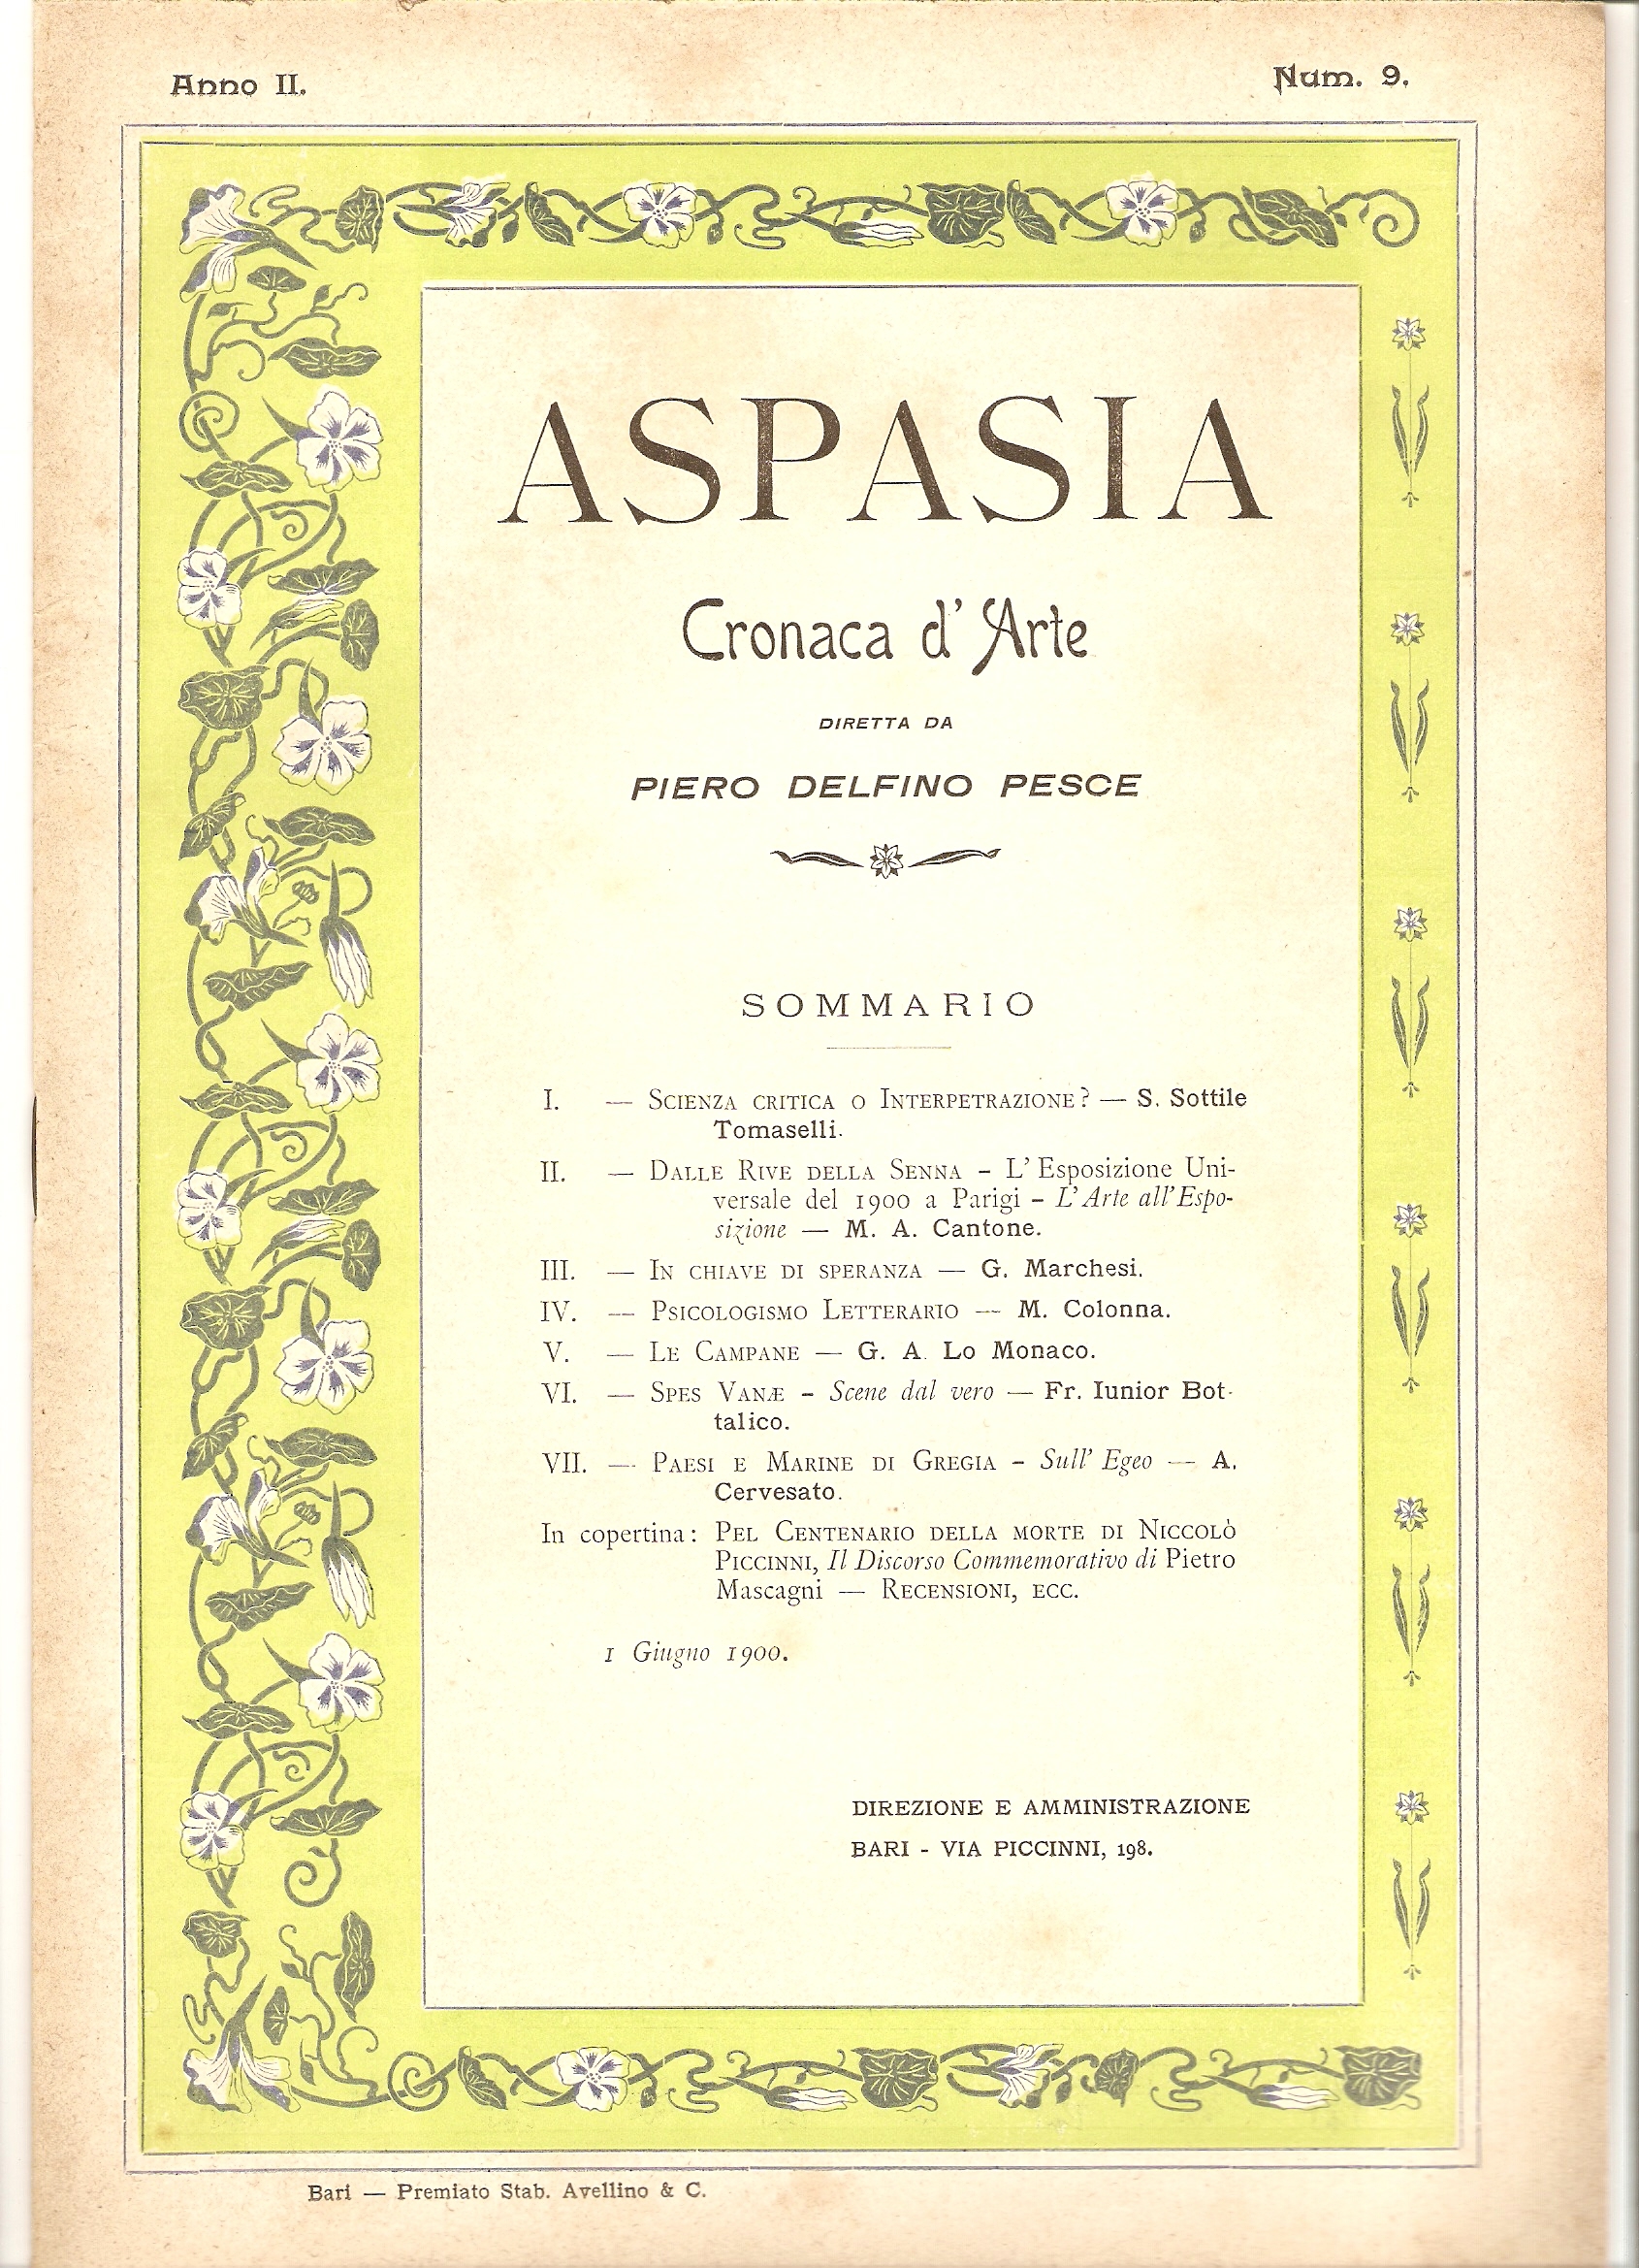 Anno II.
Num. 9.
ASPASIA
Cronaca d' Arte
DIRETTA DA
PIERO DELFINO PESCE
SOMMARIO
I. — Scienza critica o Interpetrazione? — S. Sottile
Tomaselli.
II. — Dalle Rive della Senna - L' Esposizione Uni-
versale del 1900 a Parigi - L' Arte all' Espo-
sizione — M. A. Cantone.
III. — In chiave di speranza — G. Marchesi.
IV. — Psicologismo Letterario — M. Colonna.
V. — Le Campane — G. A. Lo Monaco.
VI. — Spes Vanæ - Scene dal vero — Fr. Iunior Bot-
talico.
VII. — Paesi e Marine di Gregia - Sull' Egeo — A.
Cervesato.
In copertina: Pel Centenario della morte di Niccolò
Piccinni, Il Discorso Commemorativo di Pietro
Mascagni — Recensioni, ecc.
1 Giugno 1900.
DIREZIONE E AMMINISTRAZIONE
BARI - VIA PICCINNI, 198.
Bari — Premiato Stab. Avellino & C.